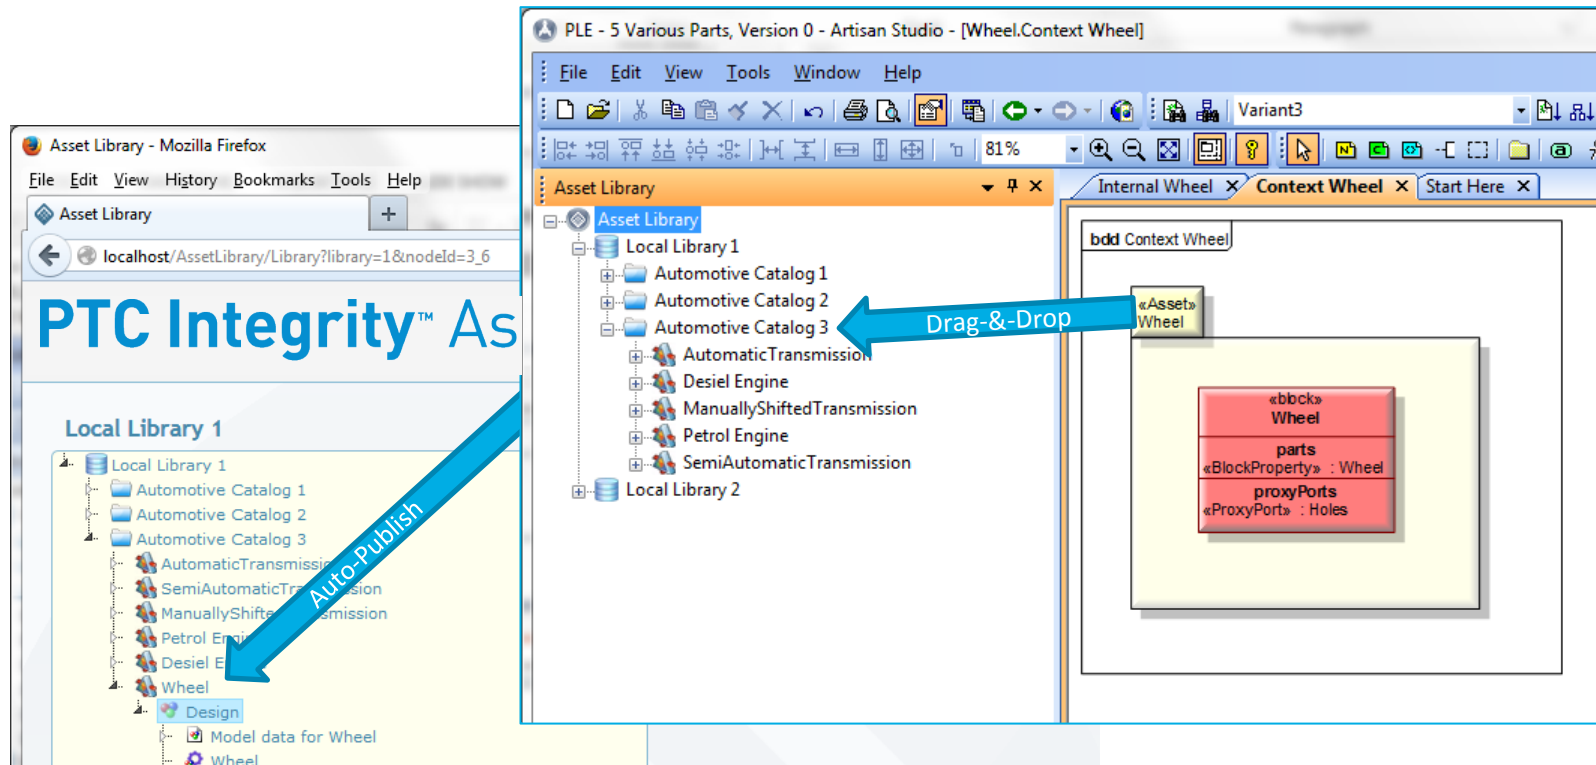 PLE - 5 Various Parts, Version 0 - Artisan Studio - [Wheel.Context Wheel]
File Edit View Tools Window Help
Variant3
81%
Asset Library
Internal Wheel Context Wheel Start Here
Asset Library
Local Library 1
Automotive Catalog 1
Automotive Catalog 2
Automotive Catalog 3
AutomaticTransmission
Desiel Engine
ManuallyShiftedTransmission
Petrol Engine
SemiAutomaticTransmission
Local Library 2
bdd Context Wheel
«Asset»
Wheel
Drag-&-Drop
«block»
Wheel
parts
«BlockProperty» : Wheel
proxyPorts
«ProxyPort» : Holes
Asset Library - Mozilla Firefox
File Edit View History Bookmarks Tools Help
Asset Library
localhost/AssetLibrary/Library?library=1&nodeId=3_6
PTC Integrity™ As
Local Library 1
Local Library 1
Automotive Catalog 1
Automotive Catalog 2
Automotive Catalog 3
AutomaticTransmission
SemiAutomaticTransmission
ManuallyShiftedTransmission
Petrol Engi
Desiel E
Wheel
Design
Model data for Wheel
Wheel
Auto-Publish